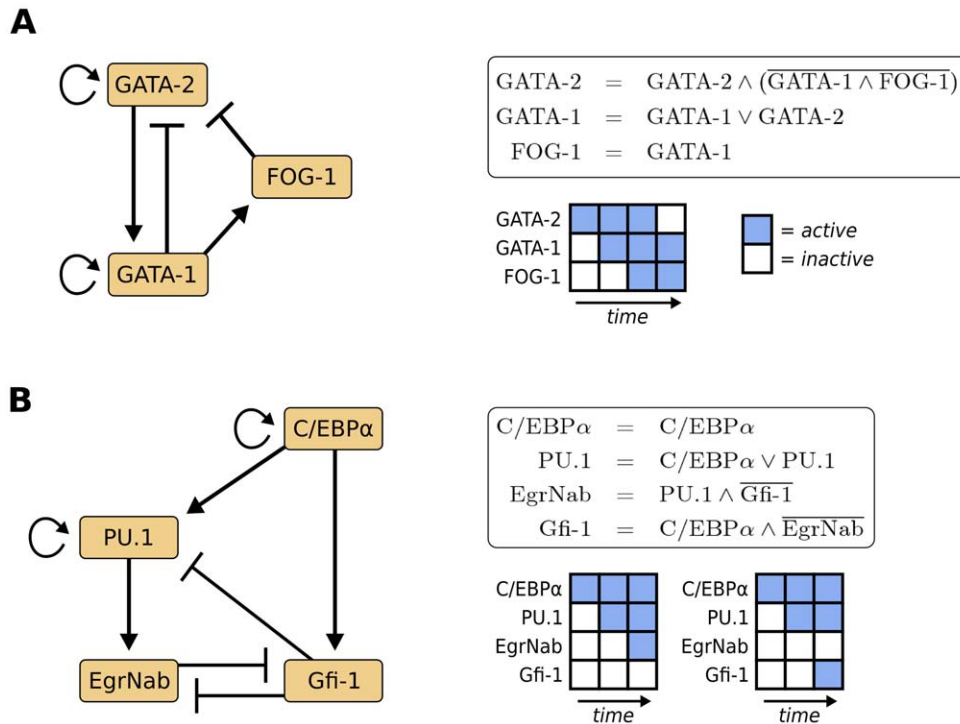 A
GATA-2
FOG-1
GATA-1
GATA-2 = GATA-2 ∧ (\overline{GATA-1 ∧ FOG-1})
GATA-1 = GATA-1 ∨ GATA-2
FOG-1 = GATA-1
GATA-2
GATA-1
FOG-1
time
= active
= inactive
B
C/EBPα
PU.1
EgrNab
Gfi-1
C/EBPα = C/EBPα
PU.1 = C/EBPα ∨ PU.1
EgrNab = PU.1 ∧ \overline{Gfi-1}
Gfi-1 = C/EBPα ∧ \overline{EgrNab}
C/EBPα
PU.1
EgrNab
Gfi-1
time
C/EBPα
PU.1
EgrNab
Gfi-1
time